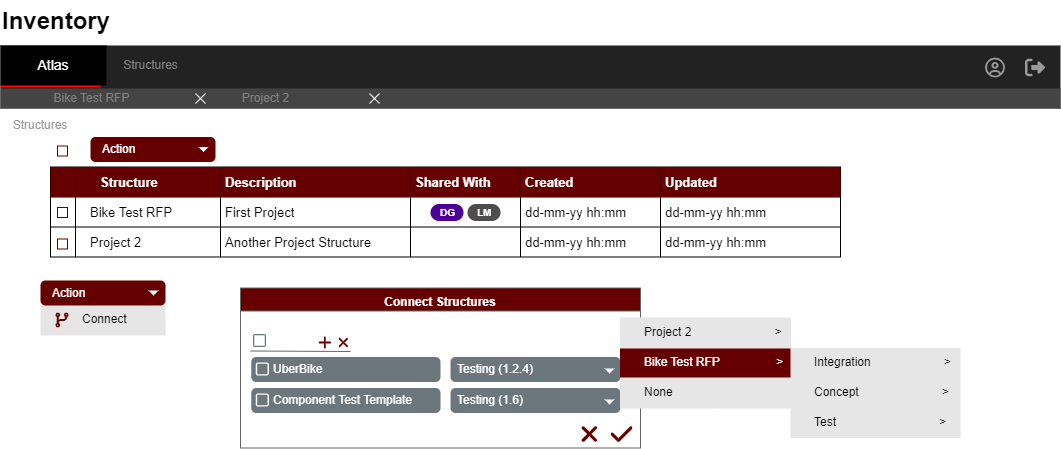 Inventory
Atlas Structures
Bike Test RFP Project 2
Structures
Action
Structure Description Shared With Created Updated
Bike Test RFP First Project DG LM dd-mm-yy hh:mm dd-mm-yy hh:mm
Project 2 Another Project Structure dd-mm-yy hh:mm dd-mm-yy hh:mm
Action
Connect
Connect Structures
UberBike Testing (1.2.4)
Component Test Template Testing (1.6)
Project 2 >
Bike Test RFP >
None
Integration >
Concept >
Test >